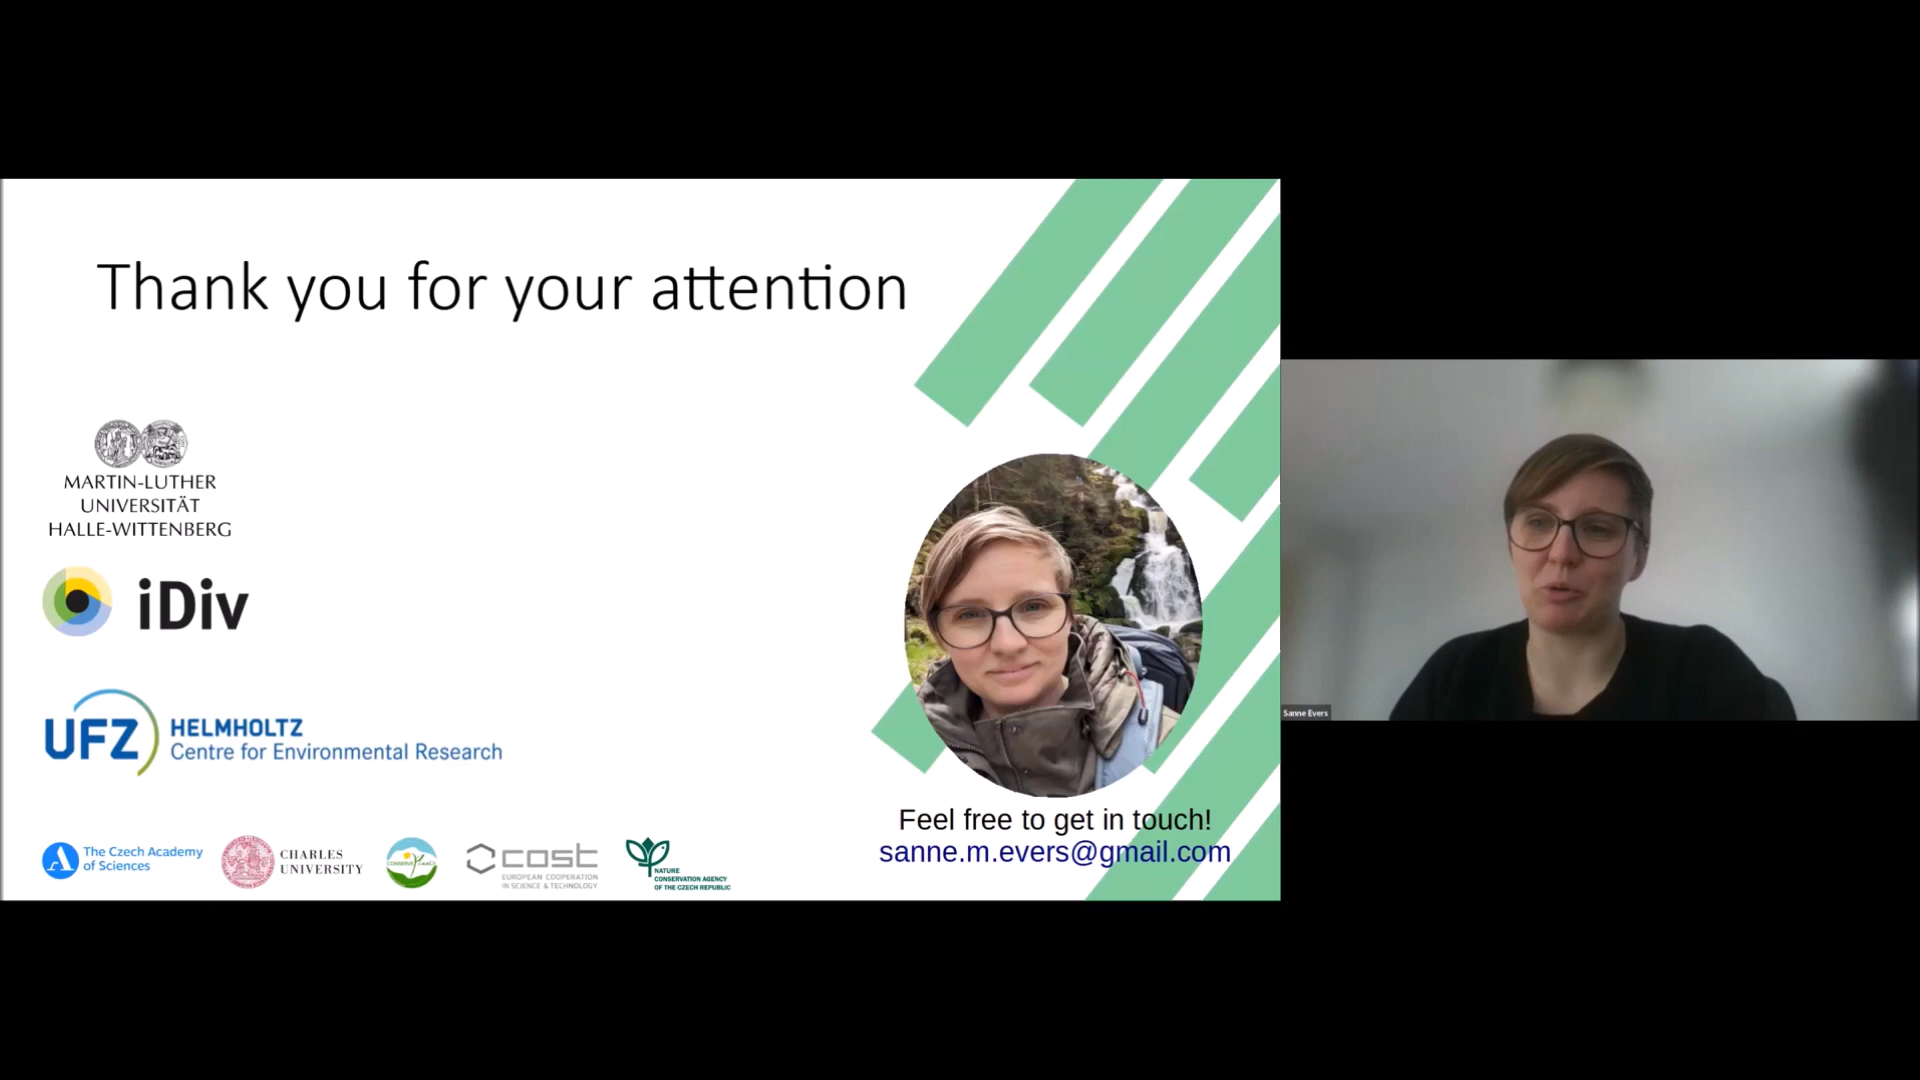 Thank you for your attention
MARTIN-LUTHER
UNIVERSITÄT
HALLE-WITTENBERG
iDiv
UFZ
HELMHOLTZ
Centre for Environmental Research
The Czech Academy
of Sciences
CHARLES
UNIVERSITY
CONSERVE Plants
cost
EUROPEAN COOPERATION
IN SCIENCE & TECHNOLOGY
NATURE
CONSERVATION AGENCY
OF THE CZECH REPUBLIC
Feel free to get in touch!
sanne.m.evers@gmail.com
Sanne Evers